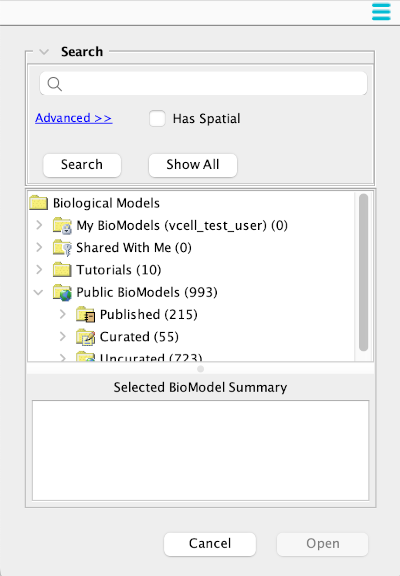 Search
Advanced >>
Has Spatial
Search
Show All
Biological Models
My BioModels (vcell_test_user) (0)
Shared With Me (0)
Tutorials (10)
Public BioModels (993)
Published (215)
Curated (55)
Uncurated (723)
Selected BioModel Summary
Cancel
Open